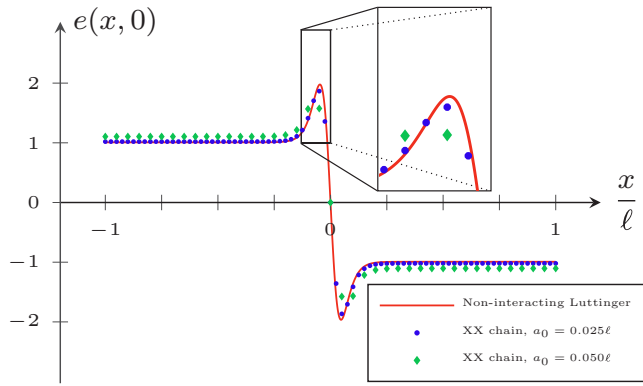 e(x, 0)
2
1
0
−1
−2
−1
0
1
x/ℓ
Non-interacting Luttinger
XX chain, a₀ = 0.025ℓ
XX chain, a₀ = 0.050ℓ